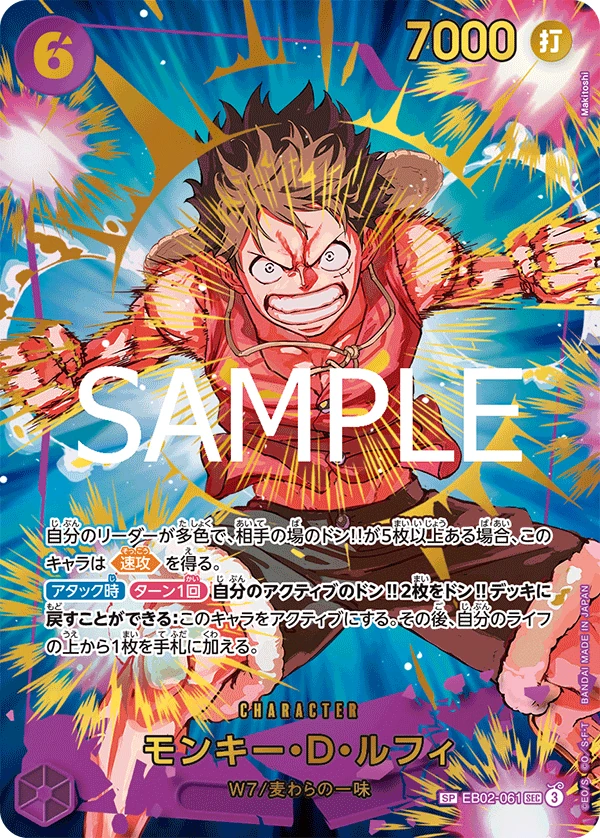 6
7000 打
Makitoshi
SAMPLE
自分のリーダーが多色で、相手の場のドン!!が5枚以上ある場合、この
キャラは 速攻 を得る。
アタック時 ターン1回 自分のアクティブのドン!!2枚をドン!!デッキに
戻すことができる:このキャラをアクティブにする。その後、自分のライフ
の上から1枚を手札に加える。
CHARACTER
モンキー・D・ルフィ
W7/麦わらの一味
SP EB02-061 SEC 3
©E.O/S. ©O/S・F・T BANDAI MADE IN JAPAN